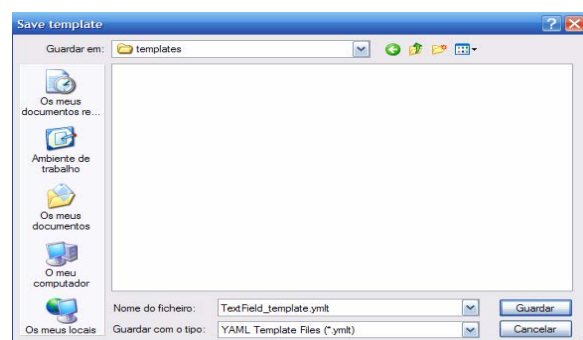 Save template
Guardar em:
templates
Os meus
documentos re...
Ambiente de
trabalho
Os meus
documentos
O meu
computador
Os meus locais
Nome do ficheiro:
TextField_template.ymlt
Guardar
Guardar com o tipo:
YAML Template Files (*.ymlt)
Cancelar